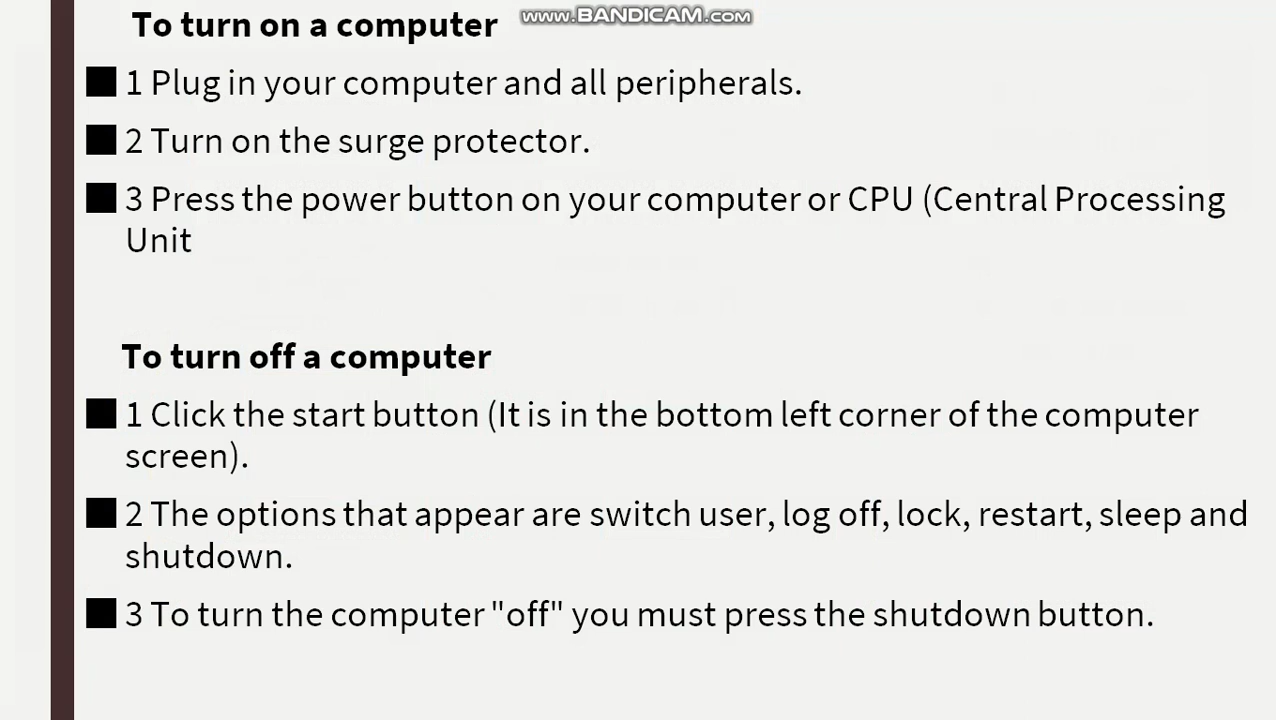 To turn on a computer
www.BANDICAM.com
■ 1 Plug in your computer and all peripherals.
■ 2 Turn on the surge protector.
■ 3 Press the power button on your computer or CPU (Central Processing
Unit
To turn off a computer
■ 1 Click the start button (It is in the bottom left corner of the computer
screen).
■ 2 The options that appear are switch user, log off, lock, restart, sleep and
shutdown.
■ 3 To turn the computer "off" you must press the shutdown button.